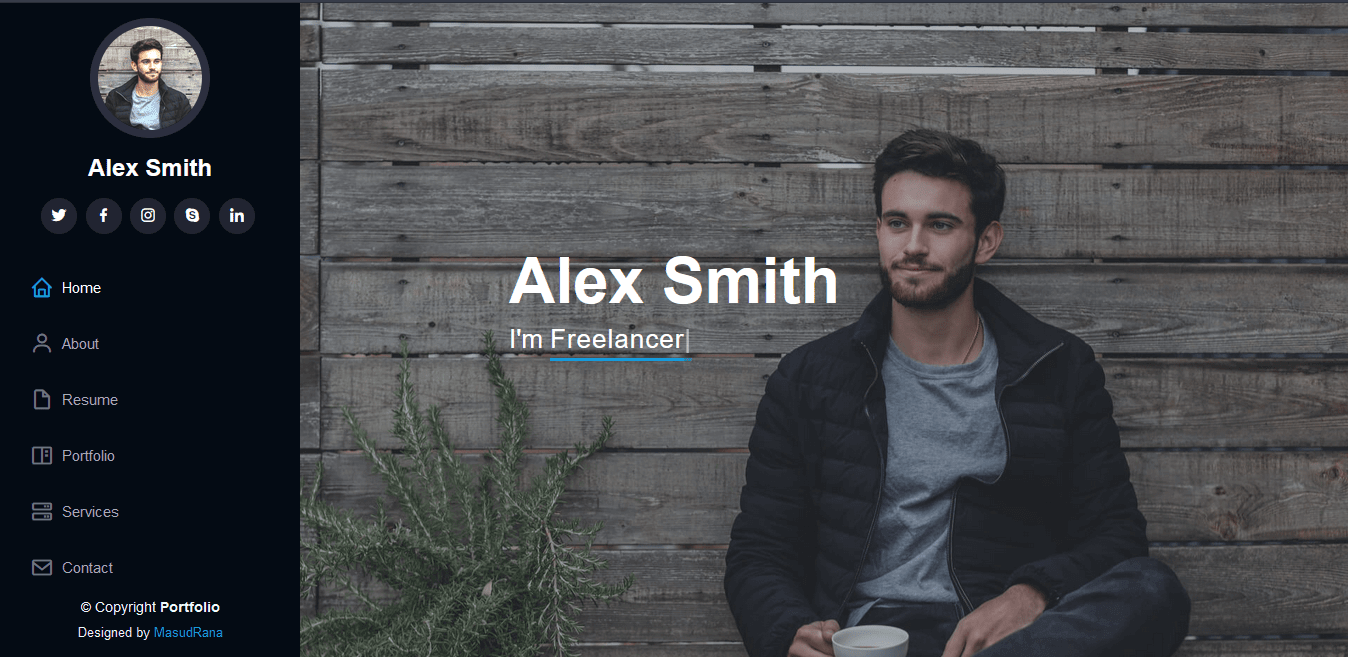 Alex Smith
Home
About
Resume
Portfolio
Services
Contact
© Copyright Portfolio
Designed by MasudRana
Alex Smith
I'm Freelancer|